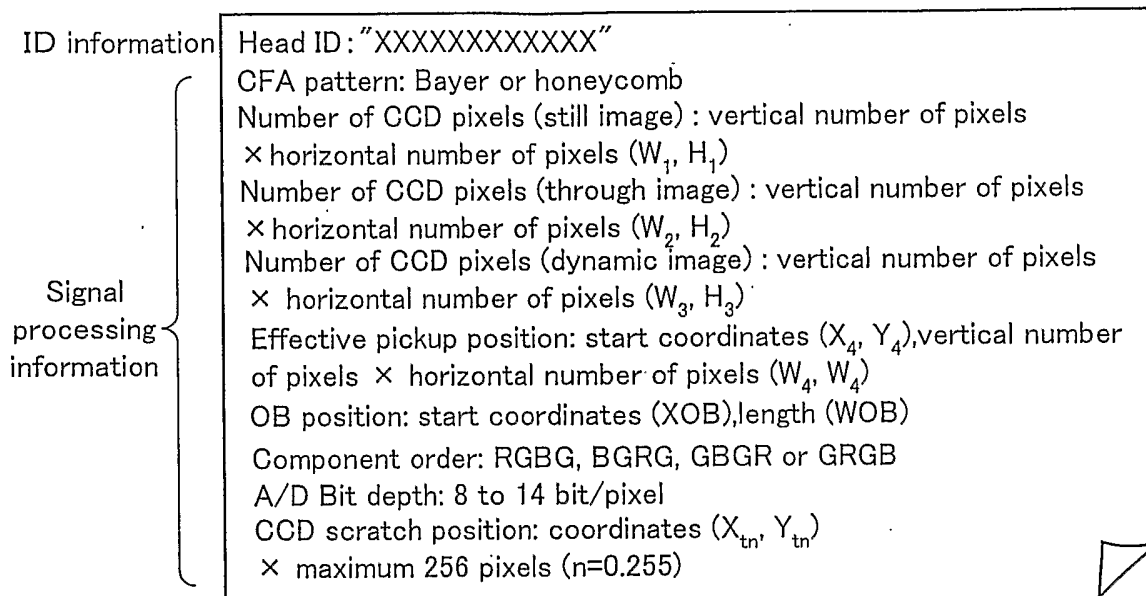 ID information
Head ID: "XXXXXXXXXXXX"
CFA pattern: Bayer or honeycomb
Number of CCD pixels (still image) : vertical number of pixels
× horizontal number of pixels (W₁, H₁)
Number of CCD pixels (through image) : vertical number of pixels
× horizontal number of pixels (W₂, H₂)
Number of CCD pixels (dynamic image) : vertical number of pixels
× horizontal number of pixels (W₃, H₃)
Signal
processing
information
Effective pickup position: start coordinates (X₄, Y₄),vertical number
of pixels × horizontal number of pixels (W₄, W₄)
OB position: start coordinates (XOB),length (WOB)
Component order: RGBG, BGRG, GBGR or GRGB
A/D Bit depth: 8 to 14 bit/pixel
CCD scratch position: coordinates (Xtn, Ytn)
× maximum 256 pixels (n=0.255)